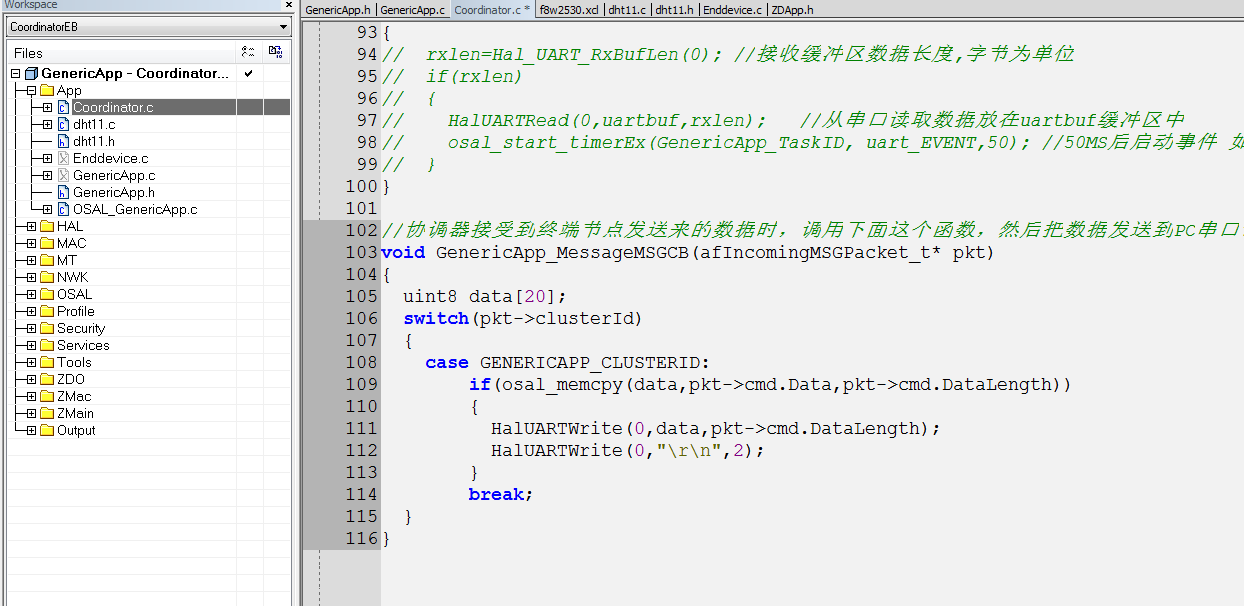 Workspace
CoordinatorEB
Files
GenericApp - Coordinator...
App
Coordinator.c
dht11.c
dht11.h
Enddevice.c
GenericApp.c
GenericApp.h
OSAL_GenericApp.c
HAL
MAC
MT
NWK
OSAL
Profile
Security
Services
Tools
ZDO
ZMac
ZMain
Output
GenericApp.h | GenericApp.c | Coordinator.c * | f8w2530.xcl | dht11.c | dht11.h | Enddevice.c | ZDApp.h
93 {
94 //  rxlen=Hal_UART_RxBufLen(0); //接收缓冲区数据长度,字节为单位
95 //  if(rxlen)
96 //  {
97 //    HalUARTRead(0,uartbuf,rxlen);   //从串口读取数据放在uartbuf缓冲区中
98 //    osal_start_timerEx(GenericApp_TaskID, uart_EVENT,50); //50MS后启动事件 如
99 //  }
100 }
101
102 //协调器接受到终端节点发送来的数据时，调用下面这个函数，然后把数据发送到PC串口
103 void GenericApp_MessageMSGCB(afIncomingMSGPacket_t* pkt)
104 {
105   uint8 data[20];
106   switch(pkt->clusterId)
107   {
108     case GENERICAPP_CLUSTERID:
109         if(osal_memcpy(data,pkt->cmd.Data,pkt->cmd.DataLength))
110         {
111           HalUARTWrite(0,data,pkt->cmd.DataLength);
112           HalUARTWrite(0,"\r\n",2);
113         }
114         break;
115   }
116 }